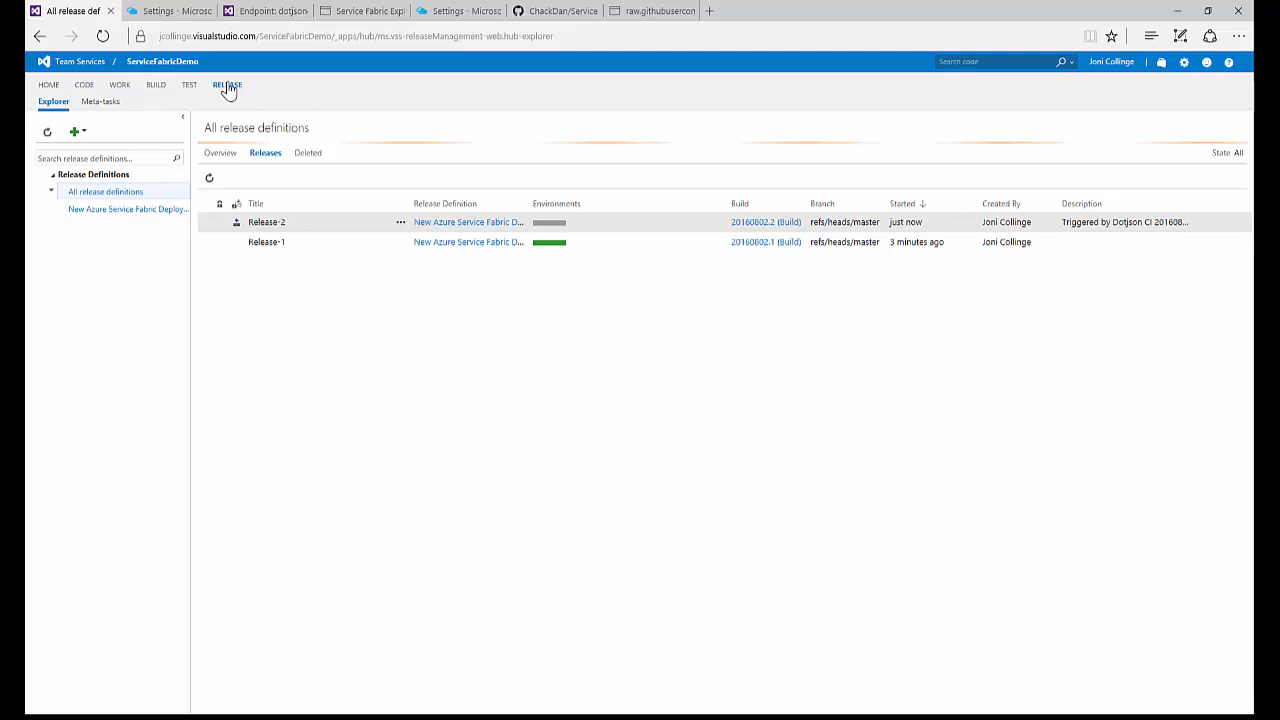 All release def
Settings - Microsc
Endpoint: dotjson
Service Fabric Expl
Settings - Microsc
ChackDan/Service
raw.githubusercon
jcollinge.visualstudio.com/ServiceFabricDemo/_apps/hub/ms.vss-releaseManagement-web.hub-explorer
Team Services / ServiceFabricDemo
Search code
Joni Collinge
HOME CODE WORK BUILD TEST RELEASE
Explorer Meta-tasks
Search release definitions...
Release Definitions
All release definitions
New Azure Service Fabric Deploy...
All release definitions
Overview Releases Deleted
State All
Title Release Definition Environments Build Branch Started Created By Description
Release-2 ... New Azure Service Fabric D... 20160802.2 (Build) refs/heads/master just now Joni Collinge Triggered by Dotjson CI 201608...
Release-1 New Azure Service Fabric D... 20160802.1 (Build) refs/heads/master 3 minutes ago Joni Collinge